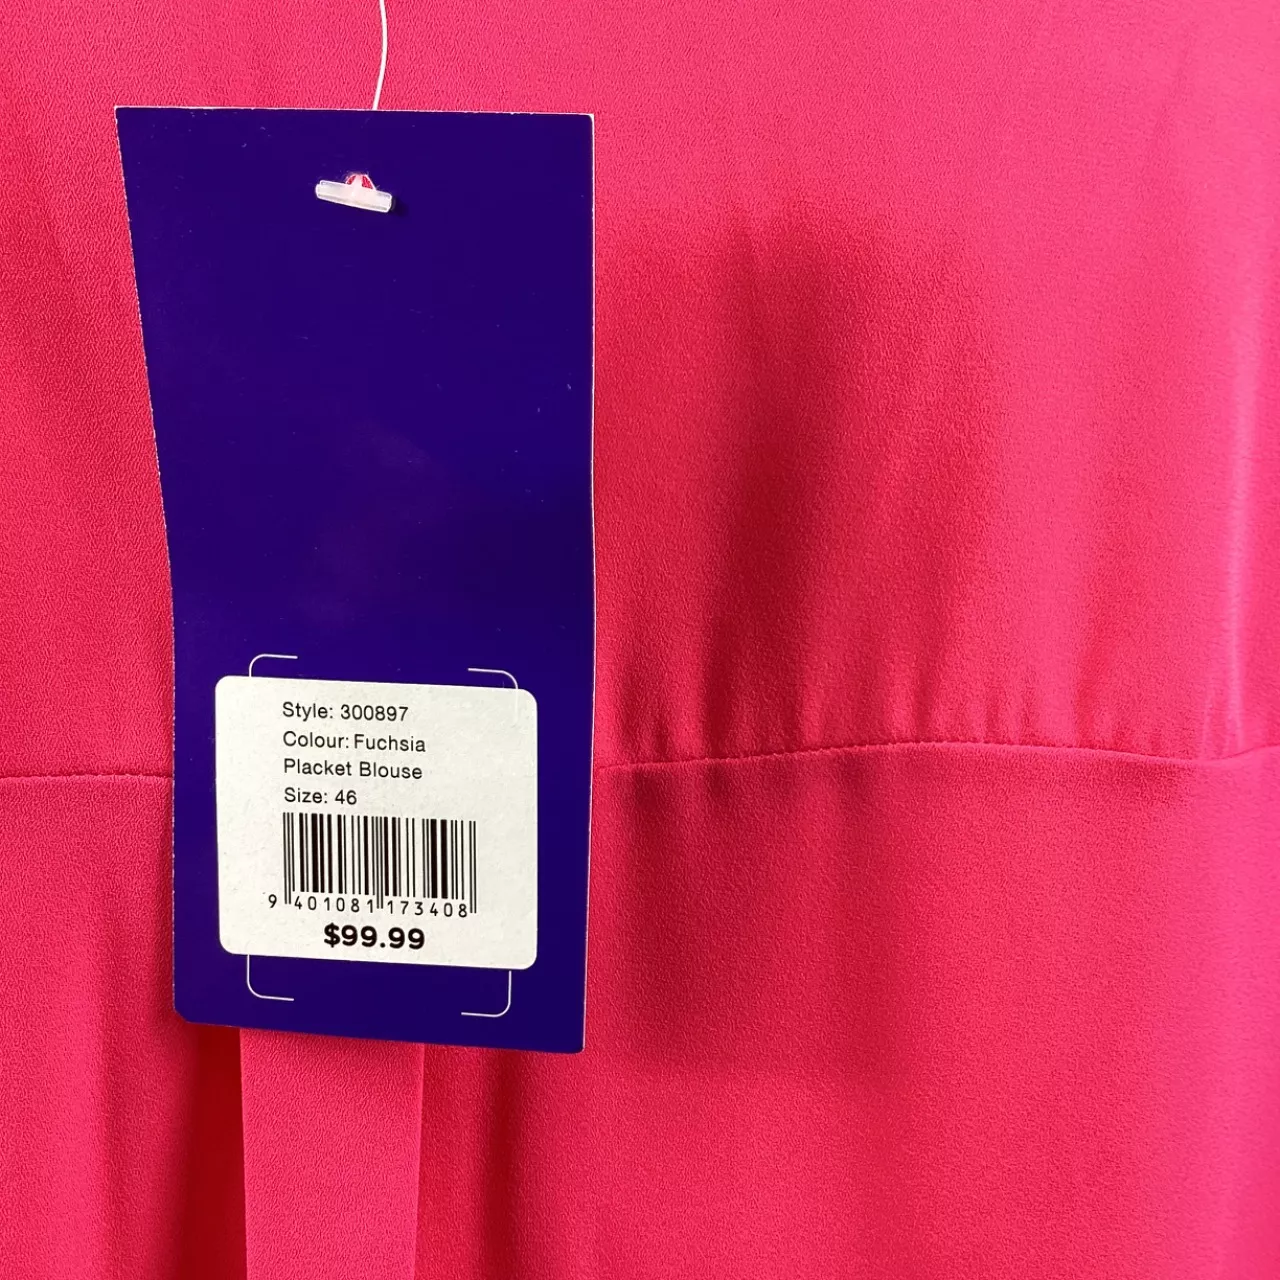 Style: 300897
Colour: Fuchsia
Placket Blouse
Size: 46
9 401081 173408
$99.99